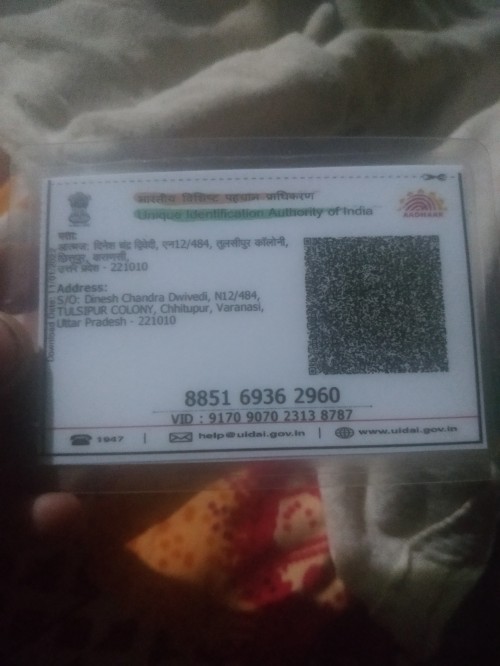 भारतीय विशिष्ट पहचान प्राधिकरण
Unique Identification Authority of India
AADHAAR
पता:
आत्मज: दिनेश चंद्र द्विवेदी, एन12/484, तुलसीपुर कॉलोनी,
छित्तूपुर, वाराणसी,
उत्तर प्रदेश - 221010
Address:
S/O: Dinesh Chandra Dwivedi, N12/484,
TULSIPUR COLONY, Chhitupur, Varanasi,
Uttar Pradesh - 221010
Download Date:
8851 6936 2960
VID : 9170 9070 2313 8787
1947 | help@uidai.gov.in | www.uidai.gov.in